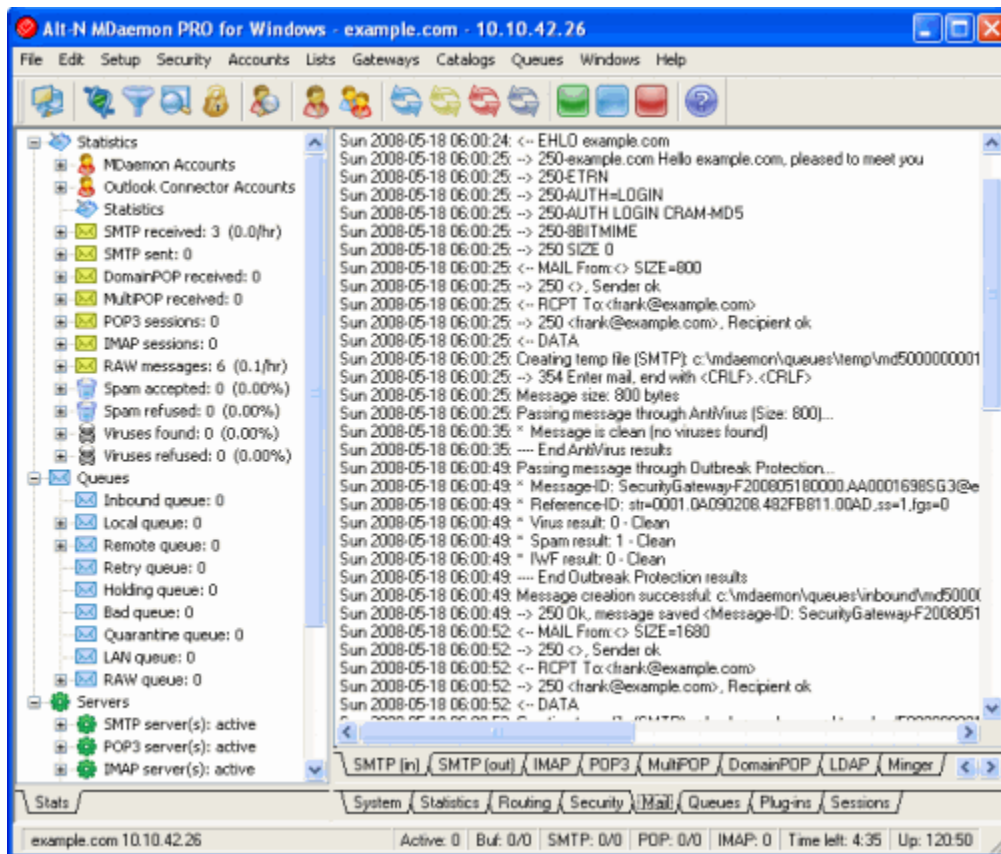 Alt-N MDaemon PRO for Windows - example.com - 10.10.42.26
File Edit Setup Security Accounts Lists Gateways Catalogs Queues Windows Help
Statistics
MDaemon Accounts
Outlook Connector Accounts
Statistics
SMTP received: 3 (0.0/hr)
SMTP sent: 0
DomainPOP received: 0
MultiPOP received: 0
POP3 sessions: 0
IMAP sessions: 0
RAW messages: 6 (0.1/hr)
Spam accepted: 0 (0.00%)
Spam refused: 0 (0.00%)
Viruses found: 0 (0.00%)
Viruses refused: 0 (0.00%)
Queues
Inbound queue: 0
Local queue: 0
Remote queue: 0
Retry queue: 0
Holding queue: 0
Bad queue: 0
Quarantine queue: 0
LAN queue: 0
RAW queue: 0
Servers
SMTP server(s): active
POP3 server(s): active
IMAP server(s): active
Stats
Sun 2008-05-18 06:00:24: <-- EHLO example.com
Sun 2008-05-18 06:00:25: --> 250-example.com Hello example.com, pleased to meet you
Sun 2008-05-18 06:00:25: --> 250-ETRN
Sun 2008-05-18 06:00:25: --> 250-AUTH=LOGIN
Sun 2008-05-18 06:00:25: --> 250-AUTH LOGIN CRAM-MD5
Sun 2008-05-18 06:00:25: --> 250-8BITMIME
Sun 2008-05-18 06:00:25: --> 250 SIZE 0
Sun 2008-05-18 06:00:25: <-- MAIL From:<> SIZE=800
Sun 2008-05-18 06:00:25: --> 250 <>, Sender ok
Sun 2008-05-18 06:00:25: <-- RCPT To:<frank@example.com>
Sun 2008-05-18 06:00:25: --> 250 <frank@example.com>, Recipient ok
Sun 2008-05-18 06:00:25: <-- DATA
Sun 2008-05-18 06:00:25: Creating temp file (SMTP): c:\mdaemon\queues\temp\md5000000001
Sun 2008-05-18 06:00:25: --> 354 Enter mail, end with <CRLF>.<CRLF>
Sun 2008-05-18 06:00:25: Message size: 800 bytes
Sun 2008-05-18 06:00:25: Passing message through AntiVirus (Size: 800)...
Sun 2008-05-18 06:00:35: * Message is clean (no viruses found)
Sun 2008-05-18 06:00:35: ---- End AntiVirus results
Sun 2008-05-18 06:00:49: Passing message through Outbreak Protection...
Sun 2008-05-18 06:00:49: * Message-ID: SecurityGateway-F200805180000.AA0001698SG.3@e
Sun 2008-05-18 06:00:49: * Reference-ID: str=0001.0A090208.482FB811.00AD,ss=1,fgs=0
Sun 2008-05-18 06:00:49: * Virus result: 0 - Clean
Sun 2008-05-18 06:00:49: * Spam result: 1 - Clean
Sun 2008-05-18 06:00:49: * IWF result: 0 - Clean
Sun 2008-05-18 06:00:49: ---- End Outbreak Protection results
Sun 2008-05-18 06:00:49: Message creation successful: c:\mdaemon\queues\inbound\md5000(
Sun 2008-05-18 06:00:49: --> 250 Ok, message saved <Message-ID: SecurityGateway-F2008051
Sun 2008-05-18 06:00:52: <-- MAIL From:<> SIZE=1680
Sun 2008-05-18 06:00:52: --> 250 <>, Sender ok
Sun 2008-05-18 06:00:52: <-- RCPT To:<frank@example.com>
Sun 2008-05-18 06:00:52: --> 250 <frank@example.com>, Recipient ok
Sun 2008-05-18 06:00:52: <-- DATA
SMTP (in) SMTP (out) IMAP POP3 MultiPOP DomainPOP LDAP Minger
System Statistics Routing Security Mail Queues Plug-ins Sessions
example.com 10.10.42.26 Active: 0 Buf: 0/0 SMTP: 0/0 POP: 0/0 IMAP: 0 Time left: 4:35 Up: 120:50